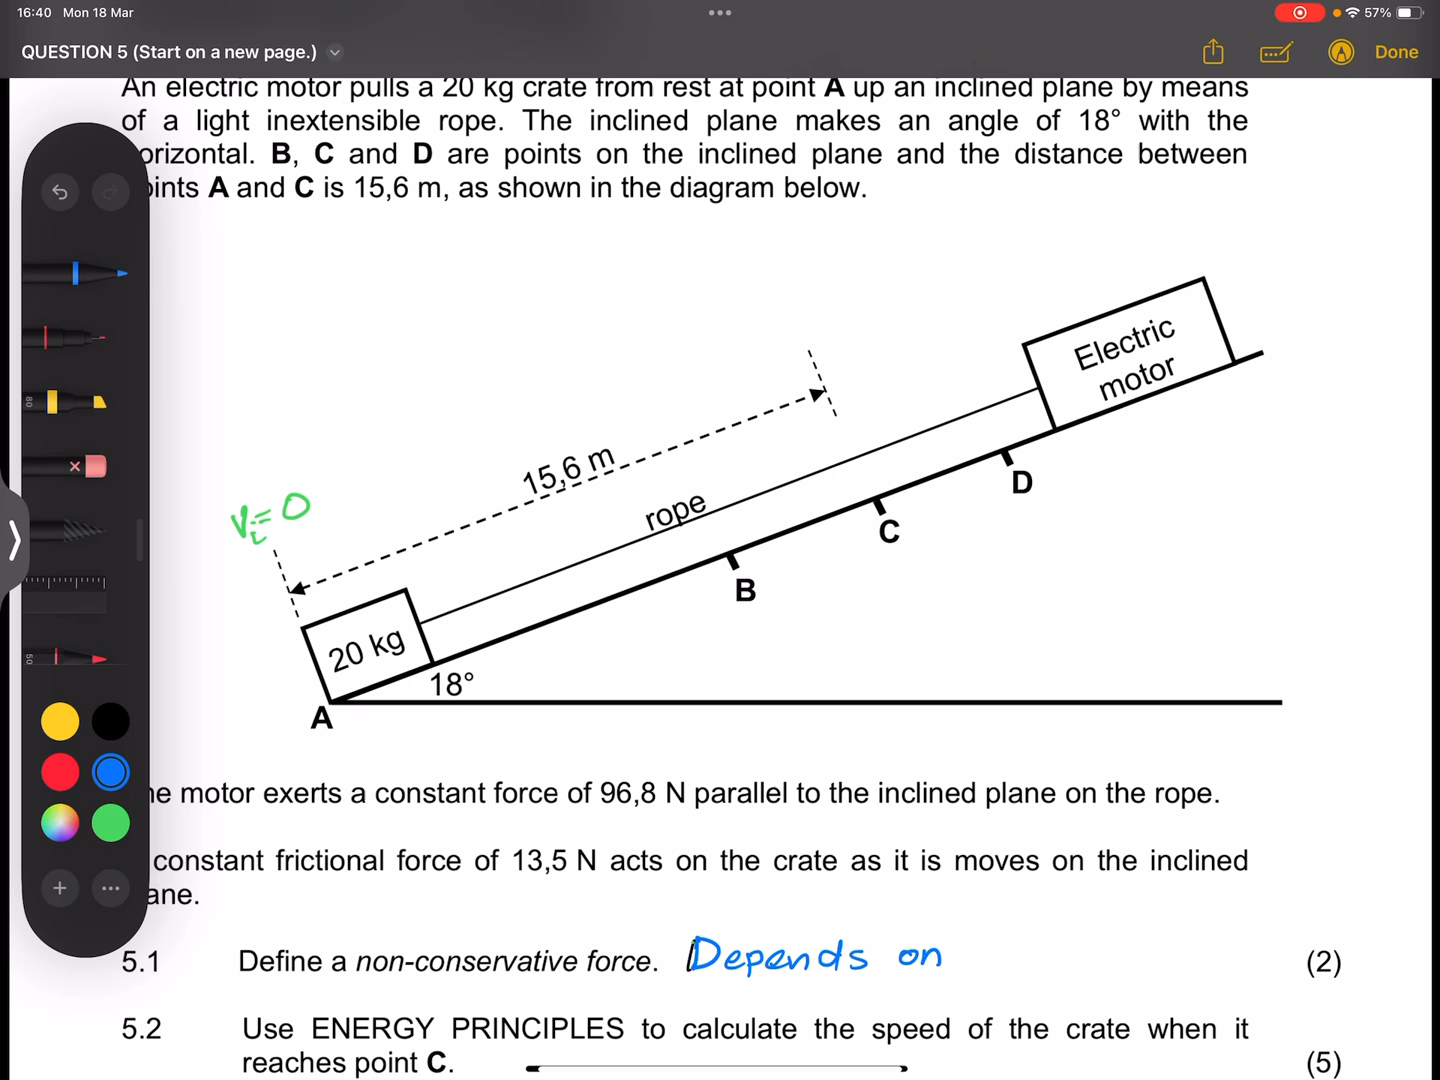 16:40 Mon 18 Mar
57%
QUESTION 5 (Start on a new page.)
Done
An electric motor pulls a 20 kg crate from rest at point A up an inclined plane by means
of a light inextensible rope. The inclined plane makes an angle of 18° with the
orizontal. B, C and D are points on the inclined plane and the distance between
oints A and C is 15,6 m, as shown in the diagram below.
Electric
motor
15,6 m
rope
vi=0
D
C
B
20 kg
18°
A
he motor exerts a constant force of 96,8 N parallel to the inclined plane on the rope.
constant frictional force of 13,5 N acts on the crate as it is moves on the inclined
ane.
5.1 Define a non-conservative force. Depends on (2)
5.2 Use ENERGY PRINCIPLES to calculate the speed of the crate when it
reaches point C. (5)
80
50